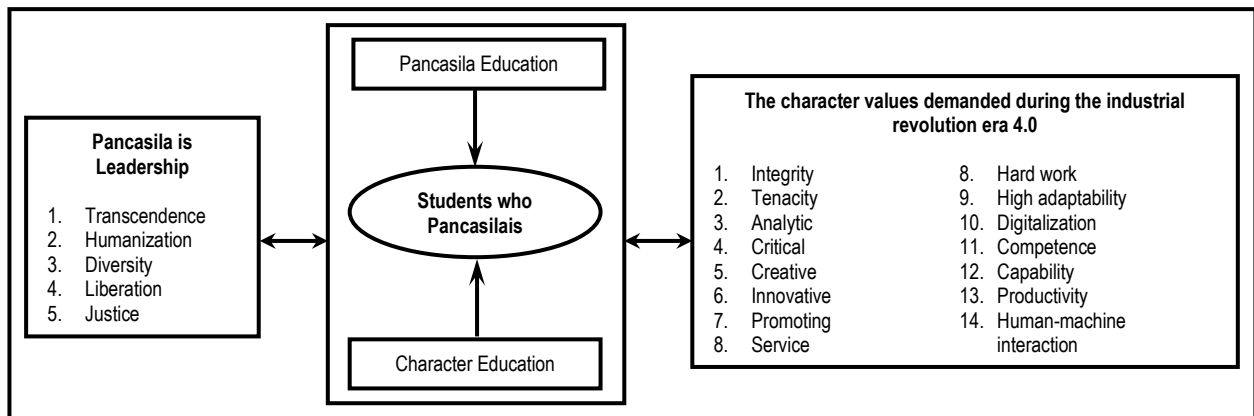 Pancasila is
Leadership
1. Transcendence
2. Humanization
3. Diversity
4. Liberation
5. Justice
Pancasila Education
Students who
Pancasilais
Character Education
The character values demanded during the industrial
revolution era 4.0
1. Integrity
2. Tenacity
3. Analytic
4. Critical
5. Creative
6. Innovative
7. Promoting
8. Service
8. Hard work
9. High adaptability
10. Digitalization
11. Competence
12. Capability
13. Productivity
14. Human-machine
interaction